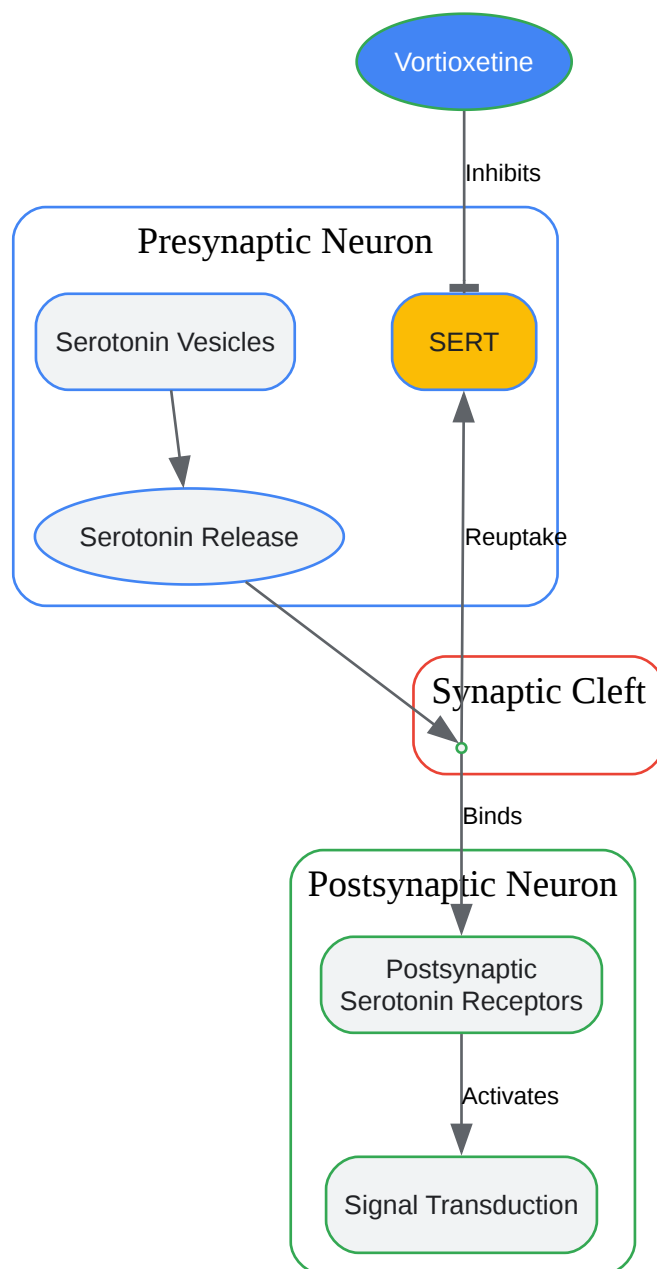 Vortioxetine
Inhibits
Presynaptic Neuron
Serotonin Vesicles
SERT
Serotonin Release
Reuptake
Synaptic Cleft
Binds
Postsynaptic Neuron
Postsynaptic
Serotonin Receptors
Activates
Signal Transduction